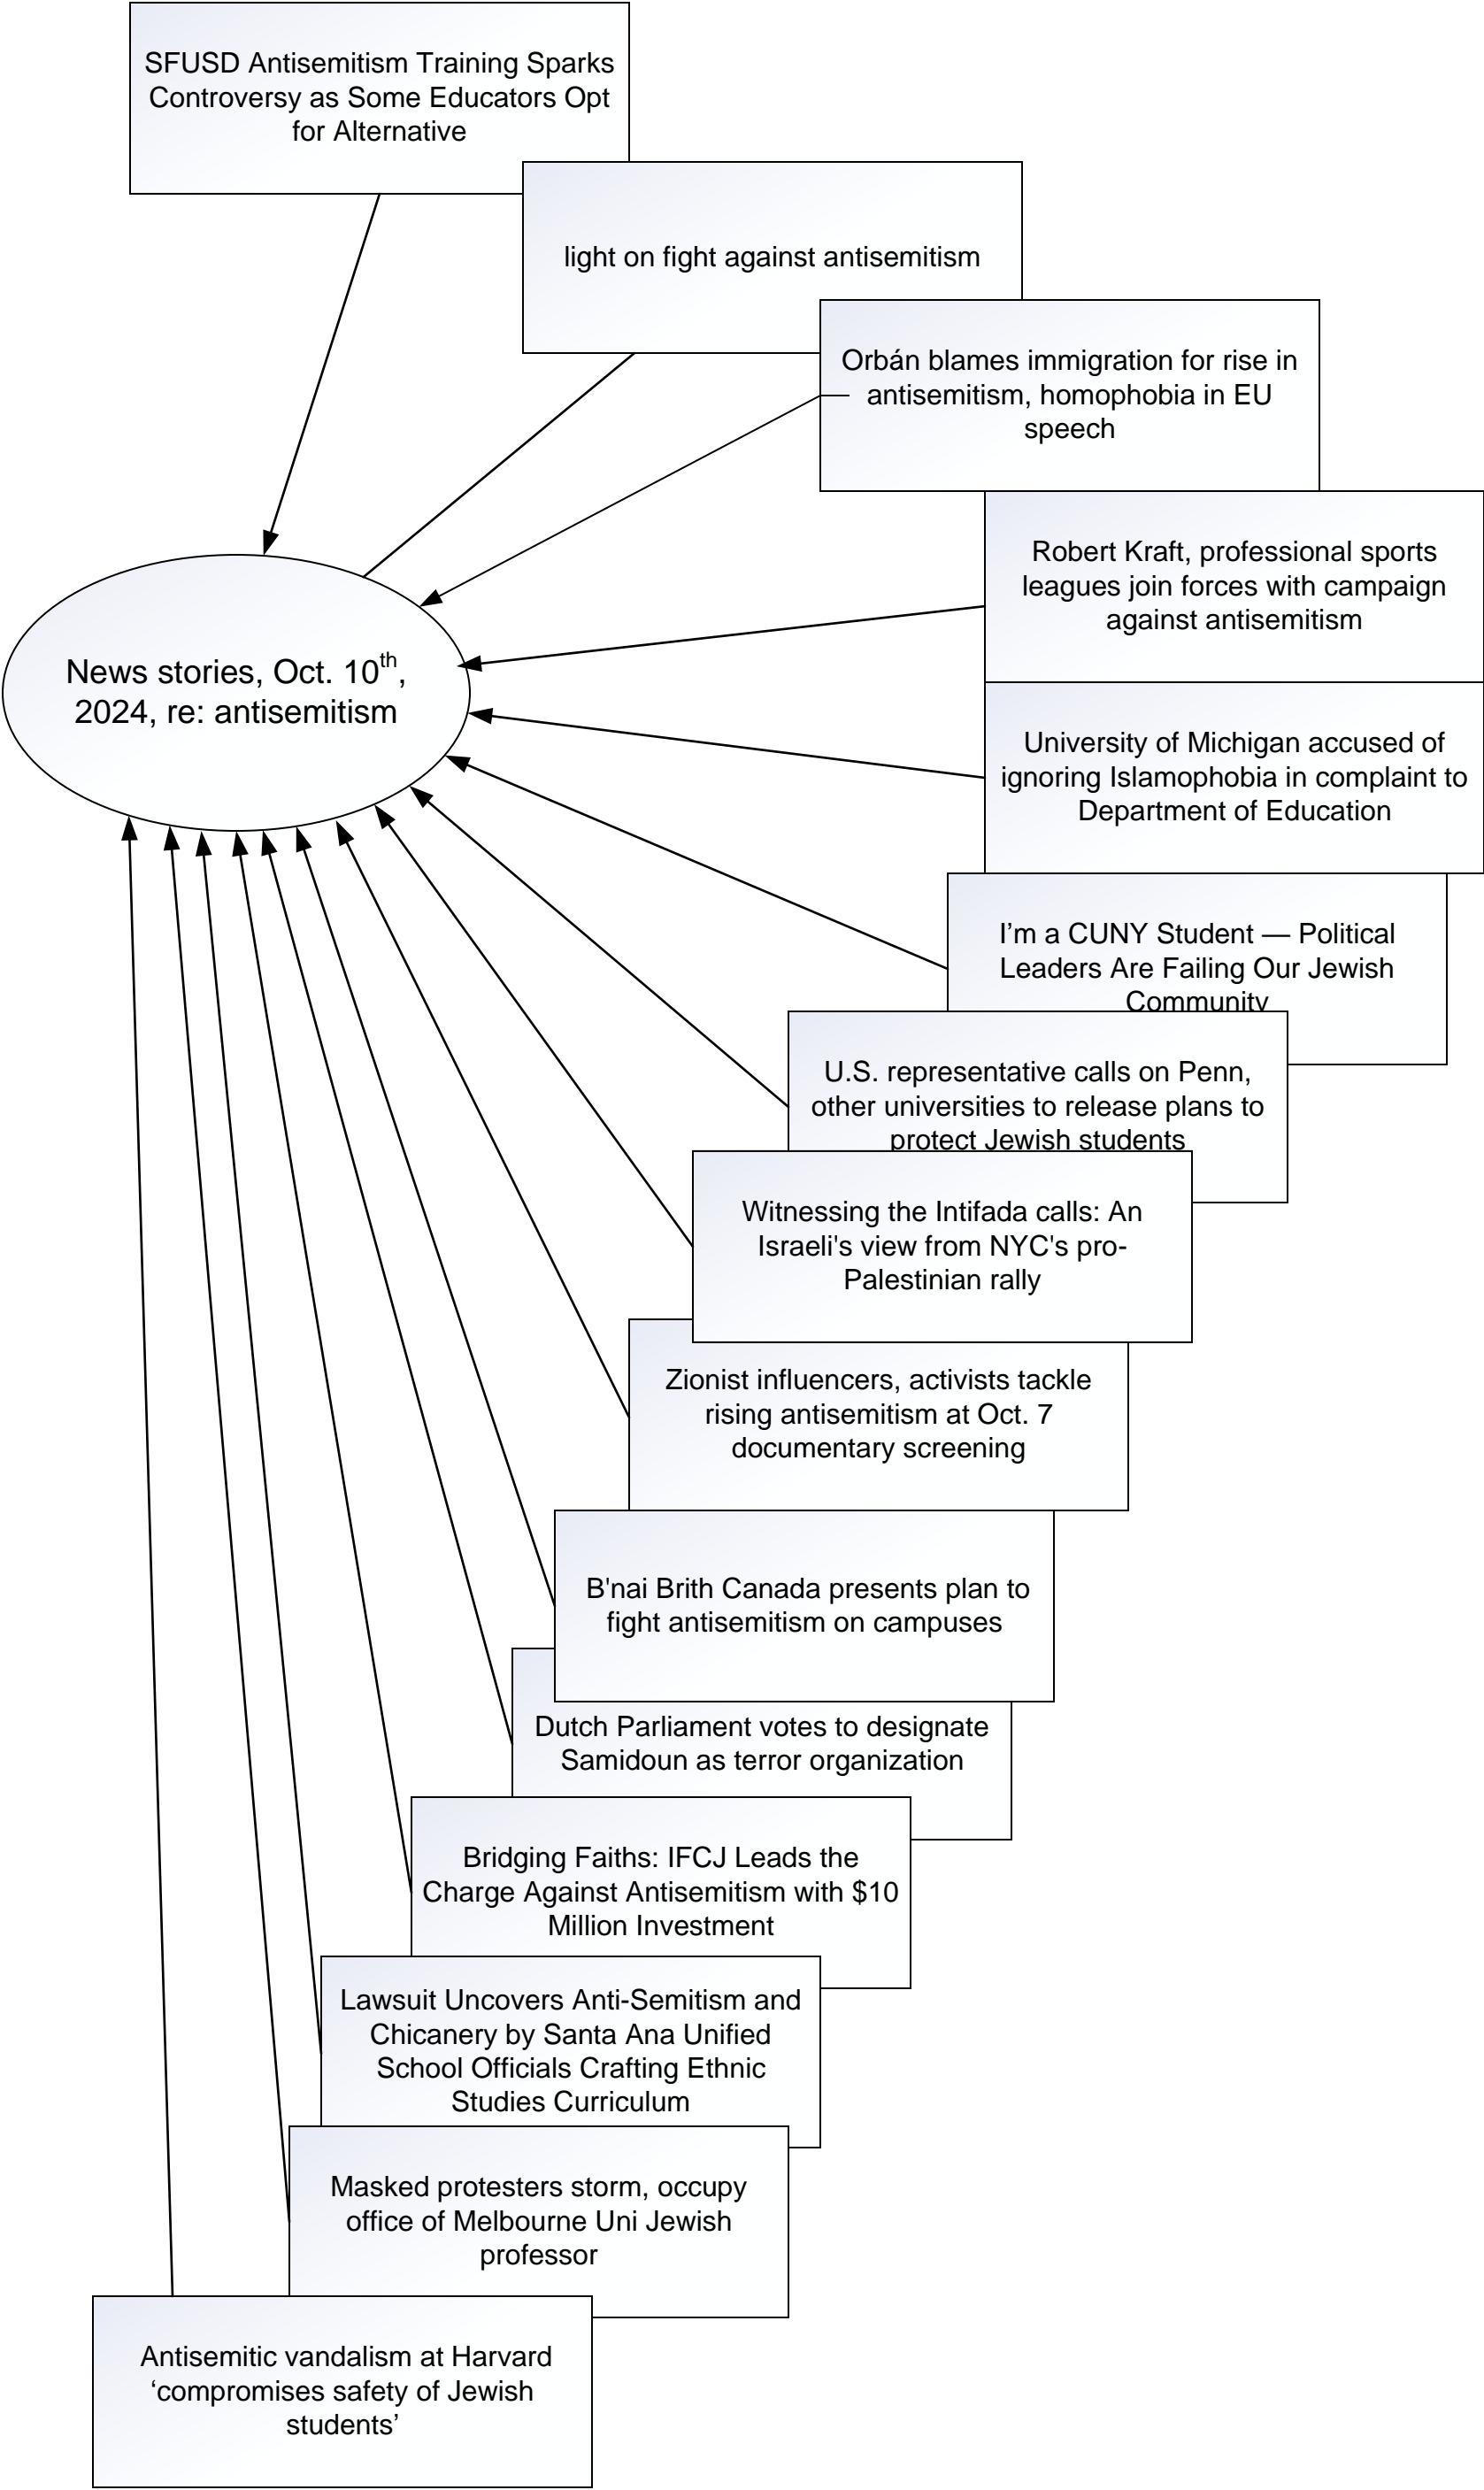 SFUSD Antisemitism Training Sparks
Controversy as Some Educators Opt
for Alternative
light on fight against antisemitism
Orbán blames immigration for rise in
antisemitism, homophobia in EU
speech
Robert Kraft, professional sports
leagues join forces with campaign
against antisemitism
News stories, Oct. 10th,
2024, re: antisemitism
University of Michigan accused of
ignoring Islamophobia in complaint to
Department of Education
I’m a CUNY Student — Political
Leaders Are Failing Our Jewish
Community
U.S. representative calls on Penn,
other universities to release plans to
protect Jewish students
Witnessing the Intifada calls: An
Israeli's view from NYC's pro-
Palestinian rally
Zionist influencers, activists tackle
rising antisemitism at Oct. 7
documentary screening
B'nai Brith Canada presents plan to
fight antisemitism on campuses
Dutch Parliament votes to designate
Samidoun as terror organization
Bridging Faiths: IFCJ Leads the
Charge Against Antisemitism with $10
Million Investment
Lawsuit Uncovers Anti-Semitism and
Chicanery by Santa Ana Unified
School Officials Crafting Ethnic
Studies Curriculum
Masked protesters storm, occupy
office of Melbourne Uni Jewish
professor
Antisemitic vandalism at Harvard
‘compromises safety of Jewish
students’